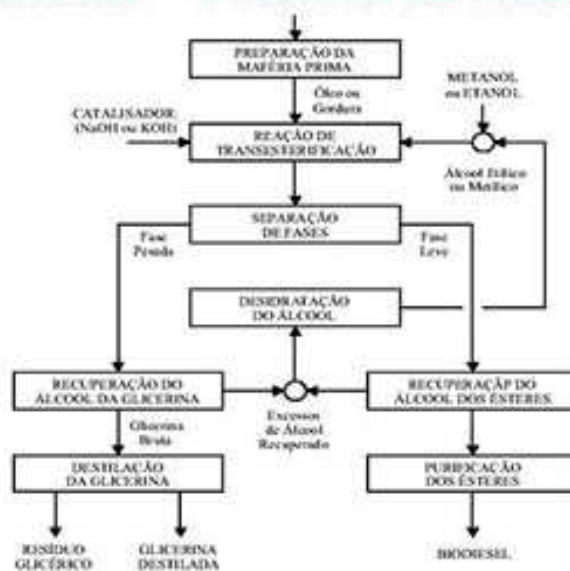 PREPARAÇÃO DA
MAFÉRIA PRIMA
METANOL
ou ETANOL
Óleo ou
Gordura
CATALISADOR
(NaOH ou KOH)
REAÇÃO DE
TRANSESTERIFICAÇÃO
Álcool Etílico
ou Metílico
SEPARAÇÃO
DE FASES
Fase
Pesada
Fase
Leve
DESIDRATAÇÃO
DO ÁLCOOL
RECUPERAÇÃO DO
ÁLCOOL DA GLICERINA
RECUPERAÇÃP DO
ÁLCOOL DOS ÉSTERES
Excessos
de Álcool
Recuperado
Glicerina
Bruta
DESTILAÇÃO
DA GLICERINA
PURIFICAÇÃO
DOS ÉSTERES
RESÍDUO
GLICÉRICO
GLICERINA
DESTILADA
BIODIESEL